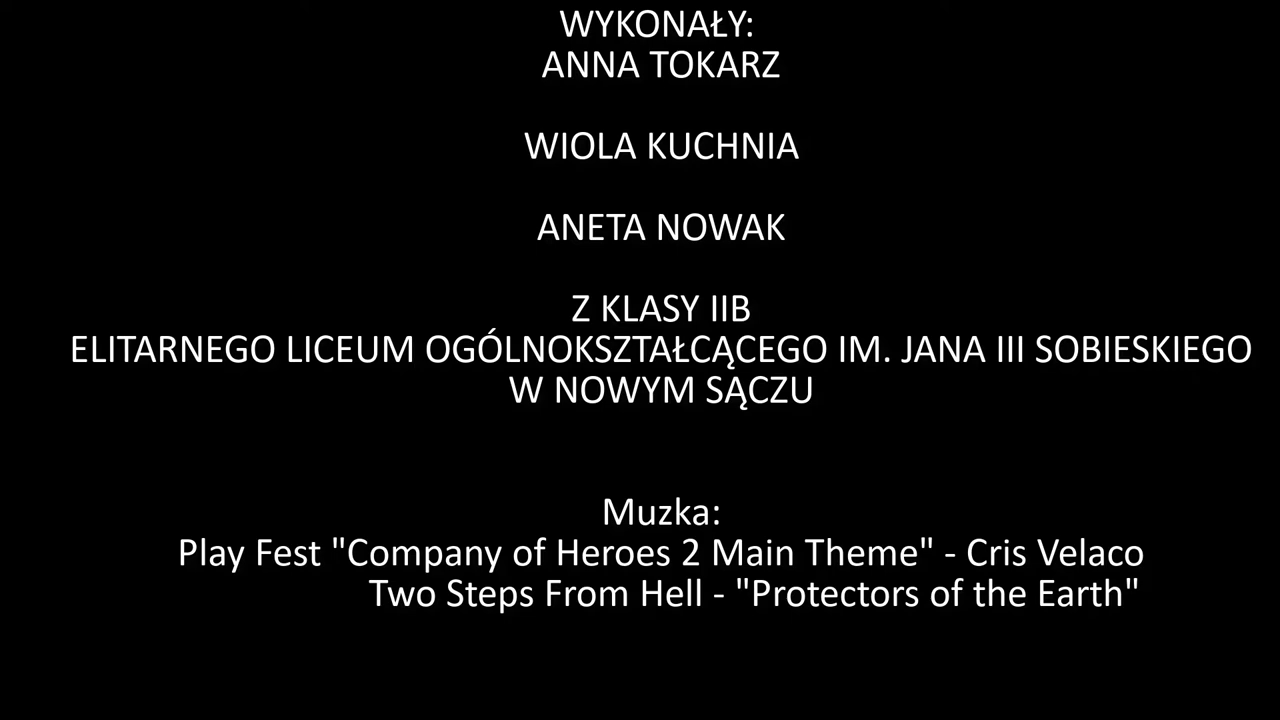 WYKONAŁY:
ANNA TOKARZ
WIOLA KUCHNIA
ANETA NOWAK
Z KLASY IIB
ELITARNEGO LICEUM OGÓLNOKSZTAŁCĄCEGO IM. JANA III SOBIESKIEGO
W NOWYM SĄCZU
Muzka:
Play Fest "Company of Heroes 2 Main Theme" - Cris Velaco
Two Steps From Hell - "Protectors of the Earth"